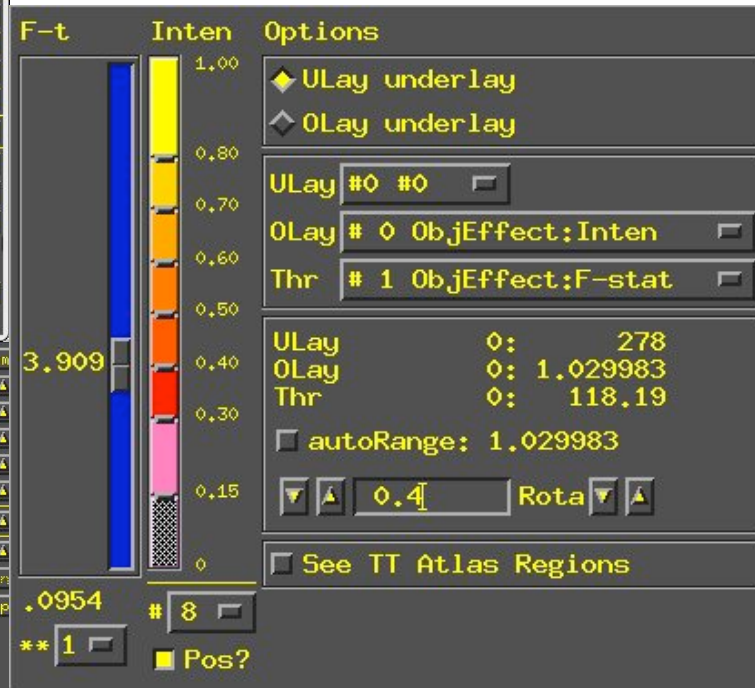 F-t
3.909
.0954
** 1
Inten
1.00
0.80
0.70
0.60
0.50
0.40
0.30
0.15
0
# 8
Pos?
Options
ULay underlay
OLay underlay
ULay #0 #0
OLay # 0 ObjEffect:Inten
Thr # 1 ObjEffect:F-stat
ULay 0: 278
OLay 0: 1.029983
Thr 0: 118.19
autoRange: 1.029983
0.4 Rota
See TT Atlas Regions